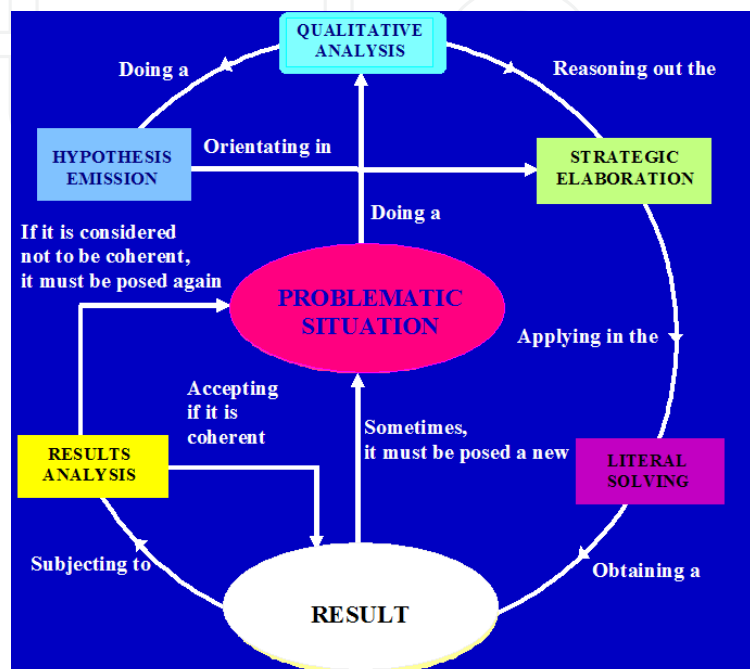 QUALITATIVE
ANALYSIS
Doing a
Reasoning out the
HYPOTHESIS
EMISSION
Orientating in
STRATEGIC
ELABORATION
Doing a
If it is considered
not to be coherent,
it must be posed again
PROBLEMATIC
SITUATION
Applying in the
Accepting
if it is
coherent
Sometimes,
it must be posed a new
RESULTS
ANALYSIS
LITERAL
SOLVING
Subjecting to
Obtaining a
RESULT